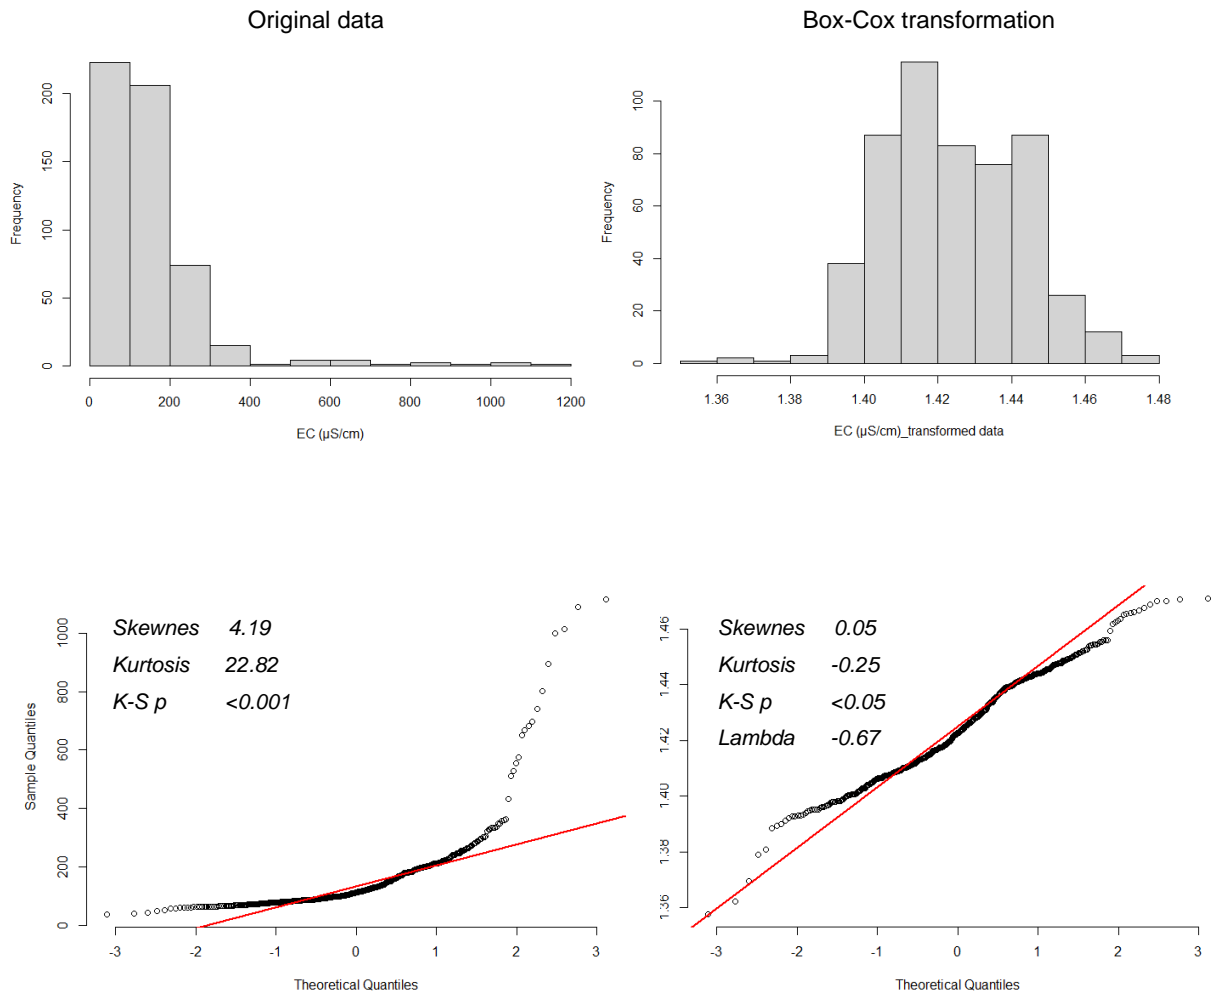 Original data
Box-Cox transformation
Frequency
0 50 100 150 200
0 200 400 600 800 1000 1200
EC (µS/cm)
Frequency
0 20 40 60 80 100
1.36 1.38 1.40 1.42 1.44 1.46 1.48
EC (µS/cm)_transformed data
Skewnes 4.19
Kurtosis 22.82
K-S p <0.001
Sample Quantiles
0 200 400 600 800 1000
-3 -2 -1 0 1 2 3
Theoretical Quantiles
Skewnes 0.05
Kurtosis -0.25
K-S p <0.05
Lambda -0.67
1.36 1.38 1.40 1.42 1.44 1.46
-3 -2 -1 0 1 2 3
Theoretical Quantiles